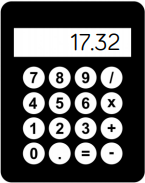 17.32
7 8 9 /
4 5 6 x
1 2 3 +
0 . = -